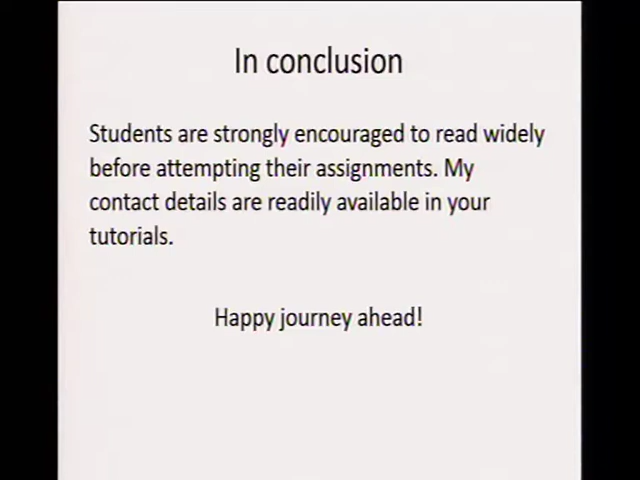 In conclusion
Students are strongly encouraged to read widely
before attempting their assignments. My
contact details are readily available in your
tutorials.
Happy journey ahead!